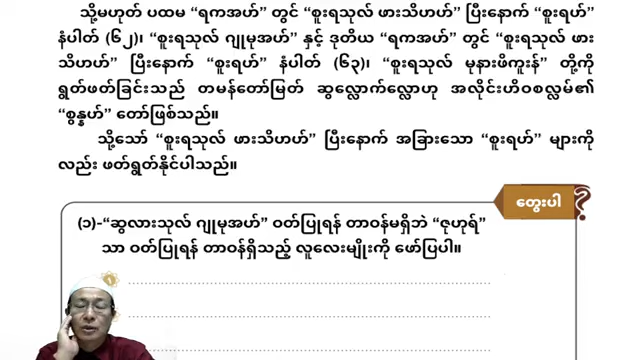 သို့မဟုတ် ပထမ “ရကအဟ်” တွင် “စူးရသုလ် ဖားသိဟဟ်” ပြီးနောက် “စူးရဟ်”
နံပါတ် (၆၂)၊ “စူးရသုလ် ဂျုမုအဟ်” နှင့် ဒုတိယ “ရကအဟ်” တွင် “စူးရသုလ် ဖား
သိဟဟ်” ပြီးနောက် “စူးရဟ်” နံပါတ် (၆၃)၊ “စူးရသုလ် မုနားဖိကူးန်” တို့ကို
ရွတ်ဖတ်ခြင်းသည် တမန်တော်မြတ် ဆွလ္လောက်လ္လောဟု အလိုင်းဟိဝစလ္လမ်၏
“စွန္နဟ်” တော်ဖြစ်သည်။
သို့သော် “စူးရသုလ် ဖားသိဟဟ်” ပြီးနောက် အခြားသော “စူးရဟ်” များကို
လည်း ဖတ်ရွတ်နိုင်ပါသည်။
တွေးပါ ?
(၁)-“ဆွလားသုလ် ဂျုမုအဟ်” ဝတ်ပြုရန် တာဝန်မရှိဘဲ “ဇုဟုရ်”
သာ ဝတ်ပြုရန် တာဝန်ရှိသည့် လူလေးမျိုးကို ဖော်ပြပါ။
၁